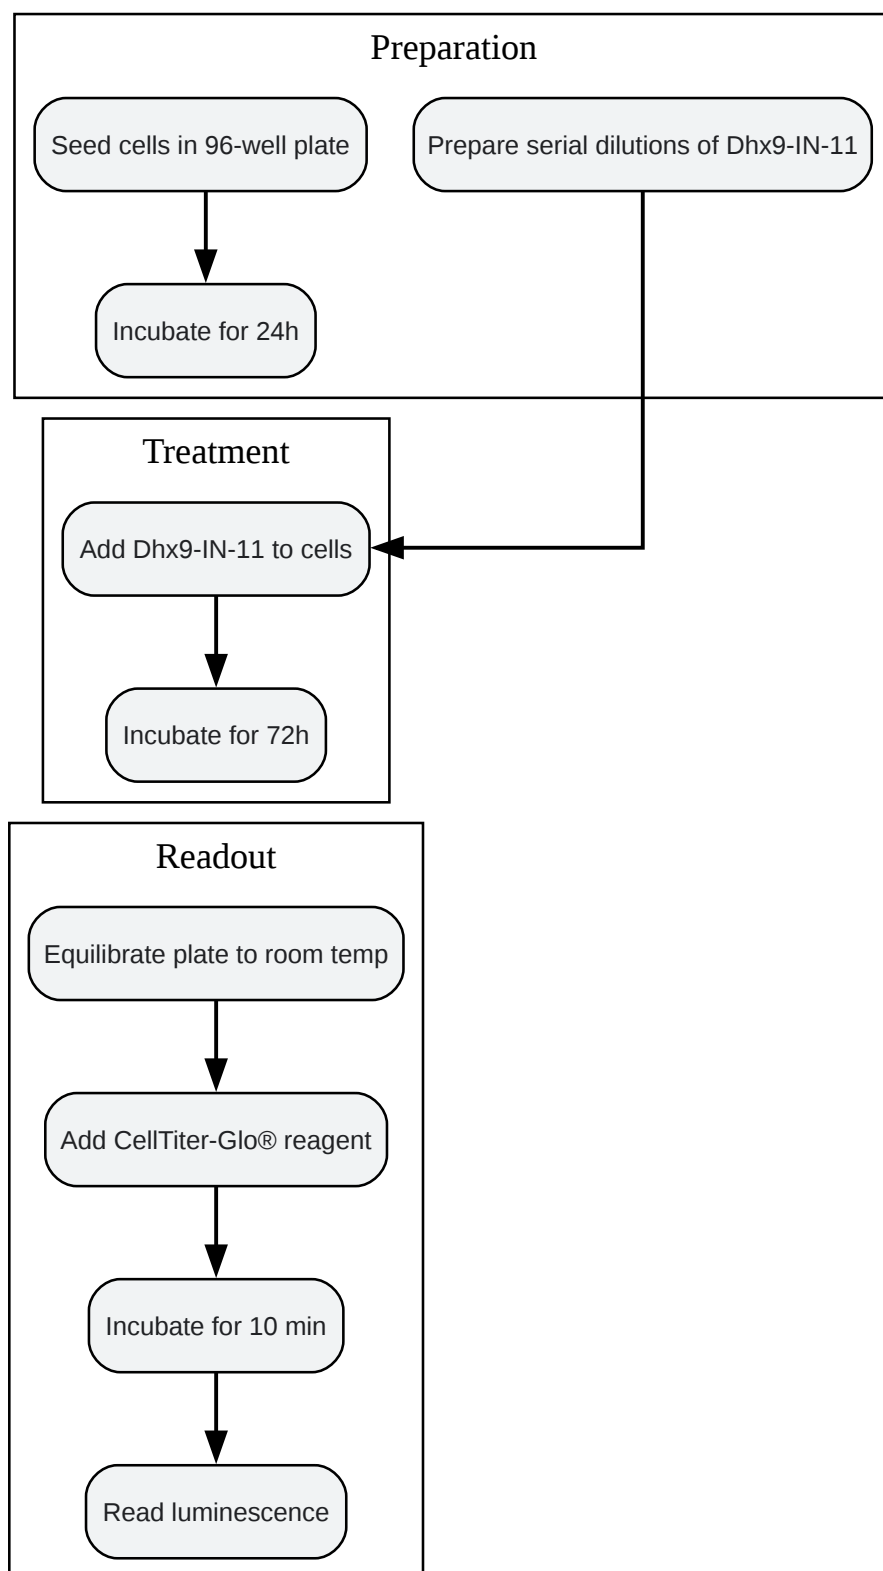 Preparation
Seed cells in 96-well plate
Prepare serial dilutions of Dhx9-IN-11
Incubate for 24h
Treatment
Add Dhx9-IN-11 to cells
Incubate for 72h
Readout
Equilibrate plate to room temp
Add CellTiter-Glo® reagent
Incubate for 10 min
Read luminescence